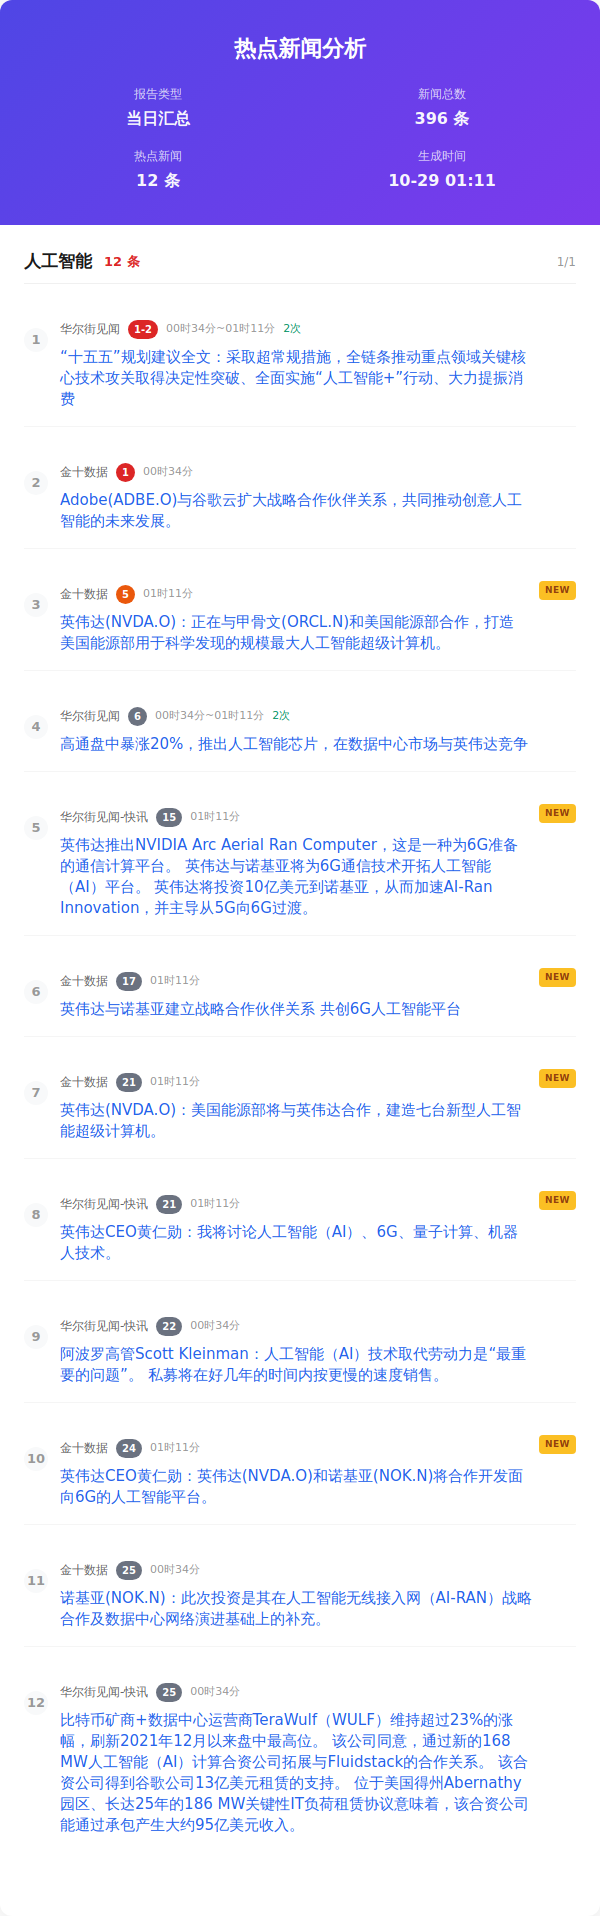 热点新闻分析
报告类型
新闻总数
当日汇总
396 条
热点新闻
生成时间
12 条
10-29 01:11
人工智能 12 条 1/1
1
华尔街见闻 1-2 00时34分~01时11分 2次
“十五五”规划建议全文：采取超常规措施，全链条推动重点领域关键核
心技术攻关取得决定性突破、全面实施“人工智能+”行动、大力提振消
费
2
金十数据 1 00时34分
Adobe(ADBE.O)与谷歌云扩大战略合作伙伴关系，共同推动创意人工
智能的未来发展。
3
金十数据 5 01时11分 NEW
英伟达(NVDA.O)：正在与甲骨文(ORCL.N)和美国能源部合作，打造
美国能源部用于科学发现的规模最大人工智能超级计算机。
4
华尔街见闻 6 00时34分~01时11分 2次
高通盘中暴涨20%，推出人工智能芯片，在数据中心市场与英伟达竞争
5
华尔街见闻-快讯 15 01时11分 NEW
英伟达推出NVIDIA Arc Aerial Ran Computer，这是一种为6G准备
的通信计算平台。 英伟达与诺基亚将为6G通信技术开拓人工智能
（AI）平台。 英伟达将投资10亿美元到诺基亚，从而加速AI-Ran
Innovation，并主导从5G向6G过渡。
6
金十数据 17 01时11分 NEW
英伟达与诺基亚建立战略合作伙伴关系 共创6G人工智能平台
7
金十数据 21 01时11分 NEW
英伟达(NVDA.O)：美国能源部将与英伟达合作，建造七台新型人工智
能超级计算机。
8
华尔街见闻-快讯 21 01时11分 NEW
英伟达CEO黄仁勋：我将讨论人工智能（AI）、6G、量子计算、机器
人技术。
9
华尔街见闻-快讯 22 00时34分
阿波罗高管Scott Kleinman：人工智能（AI）技术取代劳动力是“最重
要的问题”。 私募将在好几年的时间内按更慢的速度销售。
10
金十数据 24 01时11分 NEW
英伟达CEO黄仁勋：英伟达(NVDA.O)和诺基亚(NOK.N)将合作开发面
向6G的人工智能平台。
11
金十数据 25 00时34分
诺基亚(NOK.N)：此次投资是其在人工智能无线接入网（AI-RAN）战略
合作及数据中心网络演进基础上的补充。
12
华尔街见闻-快讯 25 00时34分
比特币矿商+数据中心运营商TeraWulf（WULF）维持超过23%的涨
幅，刷新2021年12月以来盘中最高位。 该公司同意，通过新的168
MW人工智能（AI）计算合资公司拓展与Fluidstack的合作关系。 该合
资公司得到谷歌公司13亿美元租赁的支持。 位于美国得州Abernathy
园区、长达25年的186 MW关键性IT负荷租赁协议意味着，该合资公司
能通过承包产生大约95亿美元收入。